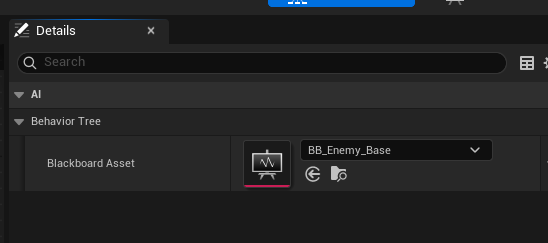 Details
Search
AI
Behavior Tree
Blackboard Asset
BB_Enemy_Base